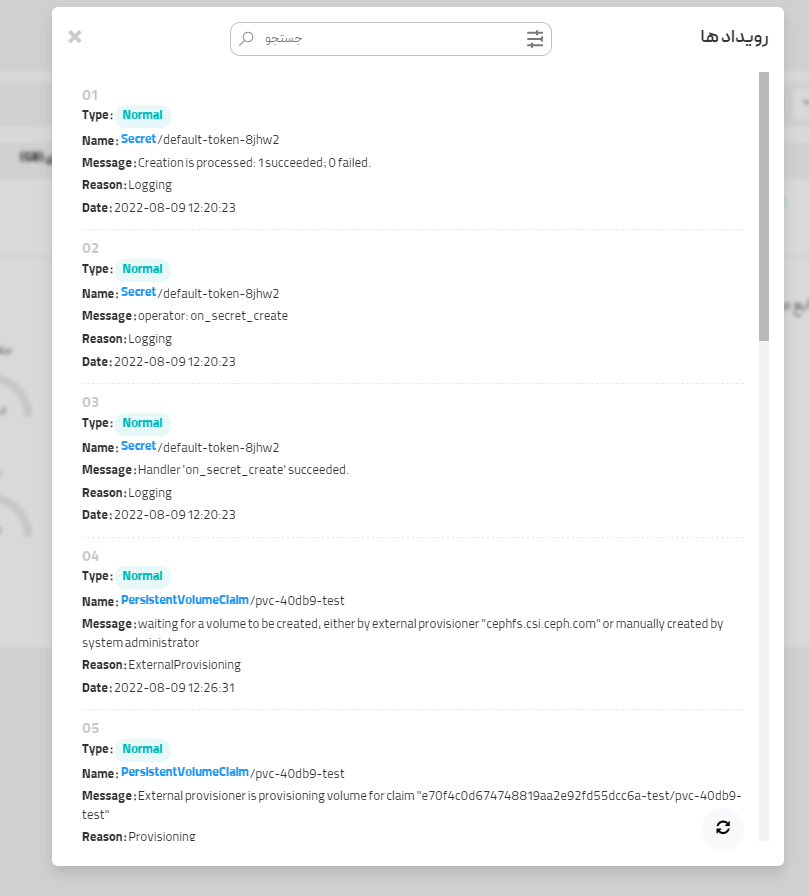 رویدادها
جستجو
01
Type: Normal
Name: Secret/default-token-8jhw2
Message: Creation is processed: 1 succeeded; 0 failed.
Reason: Logging
Date: 2022-08-09 12:20:23
02
Type: Normal
Name: Secret/default-token-8jhw2
Message: operator: on_secret_create
Reason: Logging
Date: 2022-08-09 12:20:23
03
Type: Normal
Name: Secret/default-token-8jhw2
Message: Handler 'on_secret_create' succeeded.
Reason: Logging
Date: 2022-08-09 12:20:23
04
Type: Normal
Name: PersistentVolumeClaim/pvc-40db9-test
Message: waiting for a volume to be created, either by external provisioner "cephfs.csi.ceph.com" or manually created by
system administrator
Reason: ExternalProvisioning
Date: 2022-08-09 12:26:31
05
Type: Normal
Name: PersistentVolumeClaim/pvc-40db9-test
Message: External provisioner is provisioning volume for claim "e70f4c0d674748819aa2e92fd55dcc6a-test/pvc-40db9-
test"
Reason: Provisioning